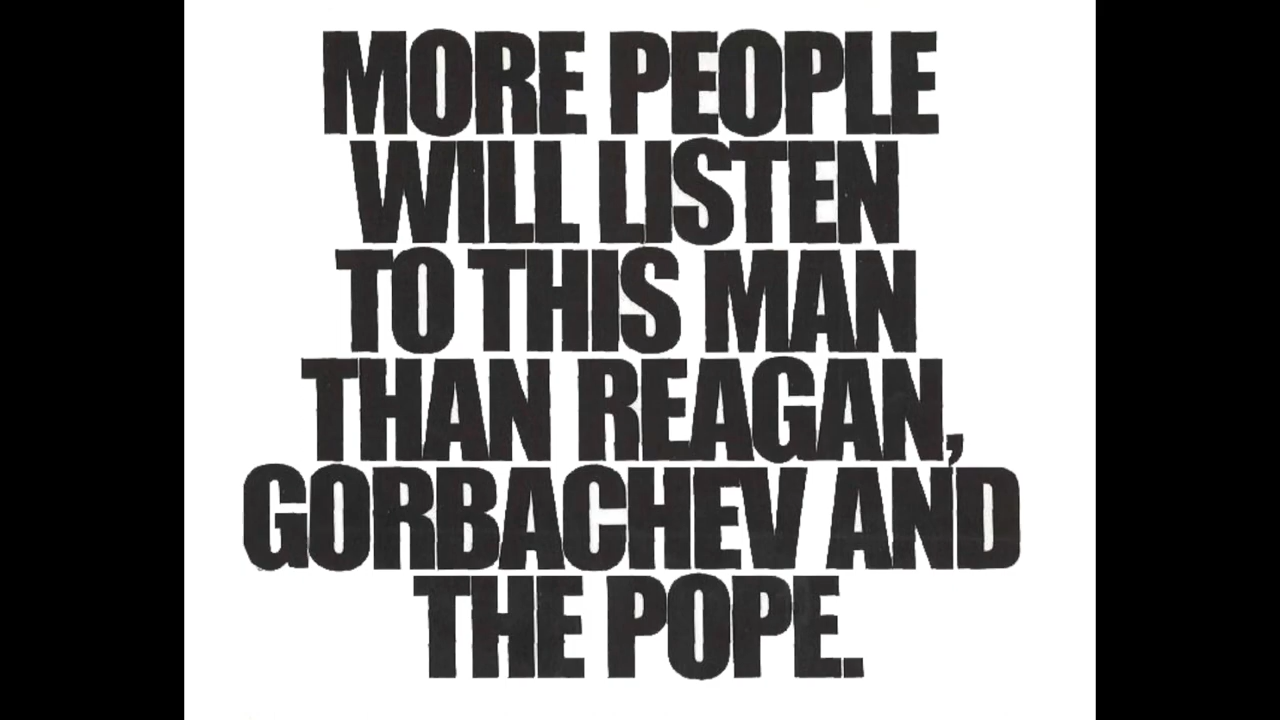 MORE PEOPLE
WILL LISTEN
TO THIS MAN
THAN REAGAN,
GORBACHEV AND
THE POPE.